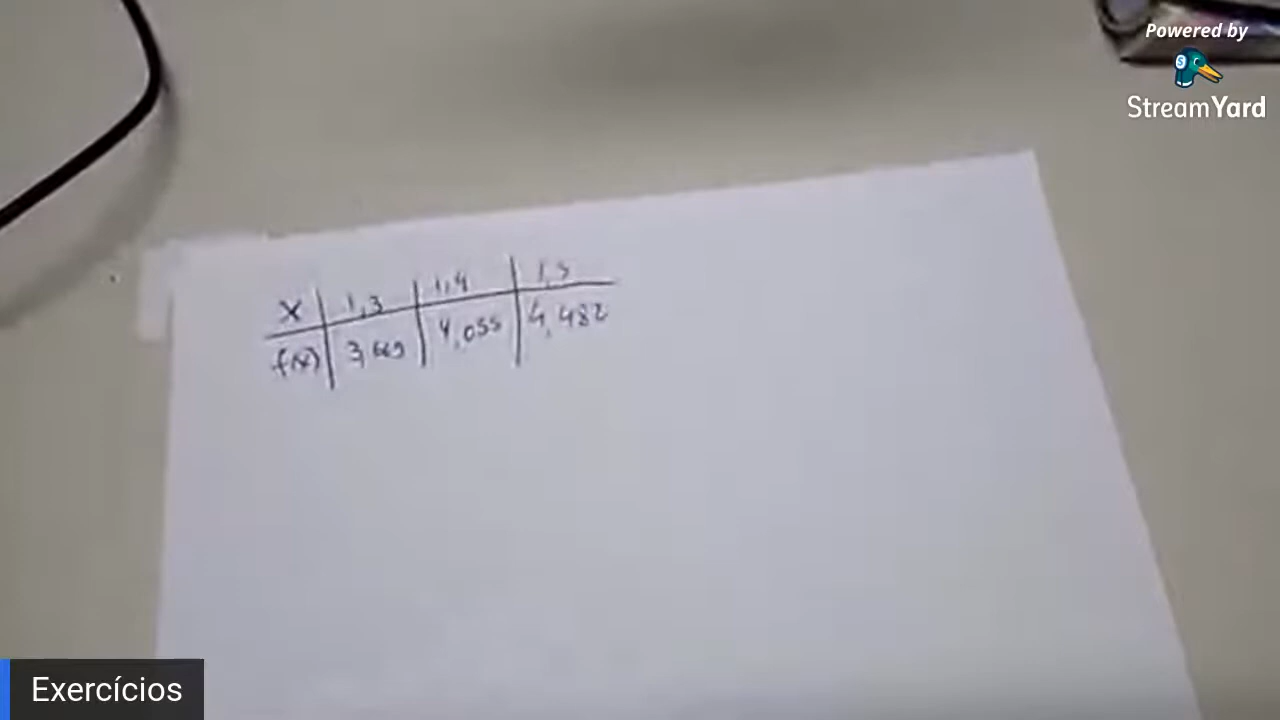 Powered by
StreamYard
x 1,3 1,4 1,5
f(x) 3,669 4,055 4,482
Exercícios